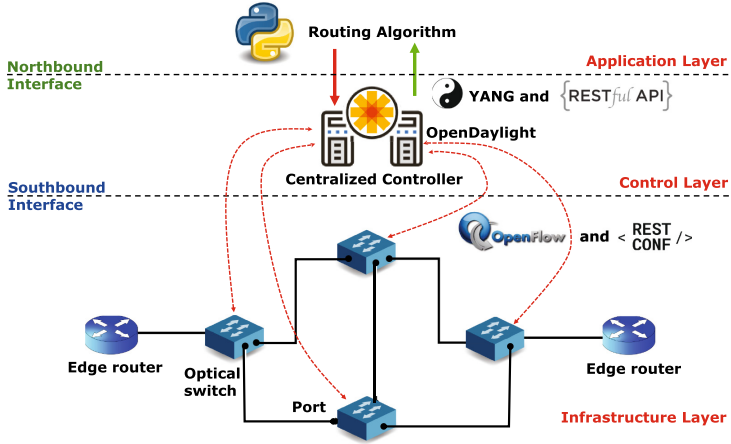 Routing Algorithm
Northbound
Interface
Application Layer
YANG and {RESTful API}
OpenDaylight
Centralized Controller
Southbound
Interface
Control Layer
OpenFlow and < REST
CONF />
Edge router
Optical
switch
Edge router
Port
Infrastructure Layer